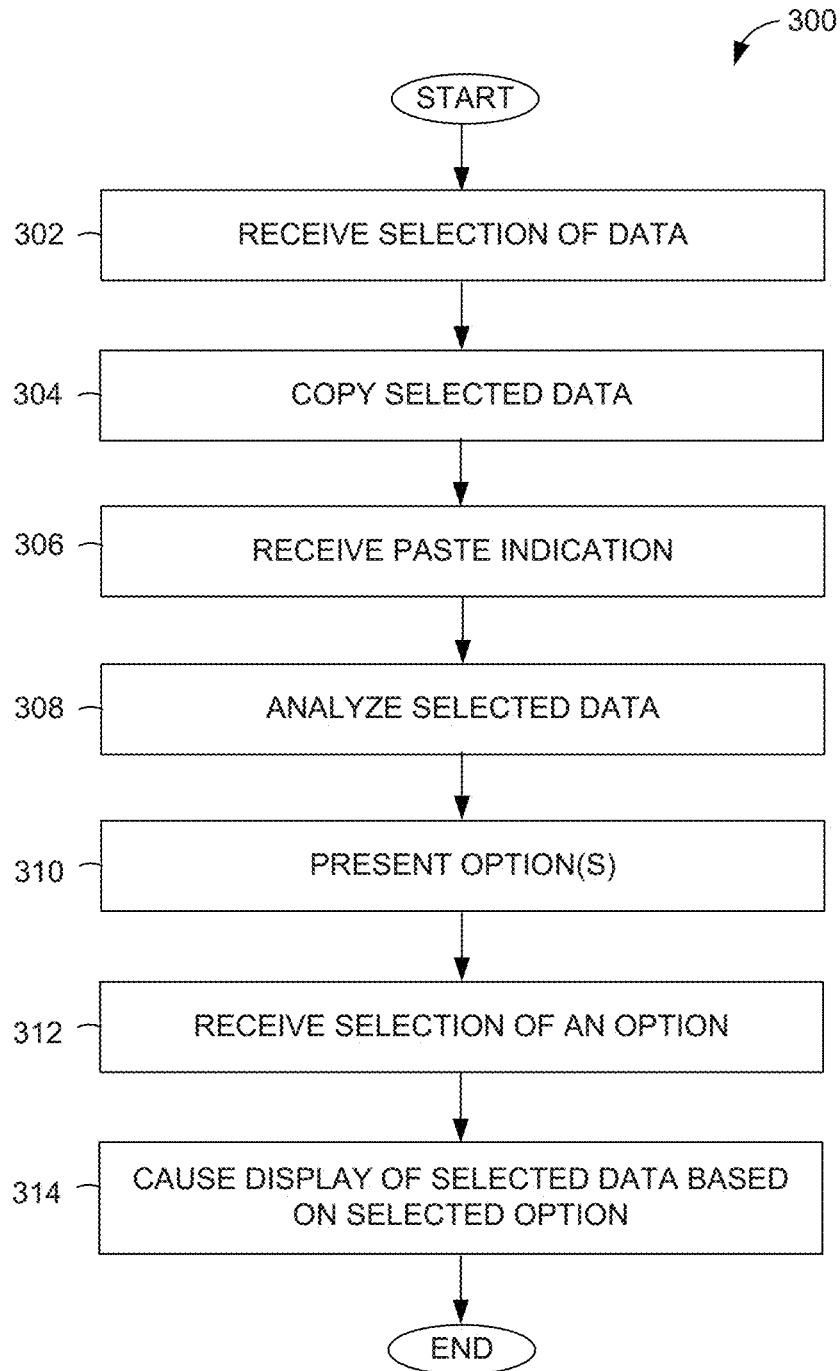 300
START
302
RECEIVE SELECTION OF DATA
304
COPY SELECTED DATA
306
RECEIVE PASTE INDICATION
308
ANALYZE SELECTED DATA
310
PRESENT OPTION(S)
312
RECEIVE SELECTION OF AN OPTION
314
CAUSE DISPLAY OF SELECTED DATA BASED
ON SELECTED OPTION
END